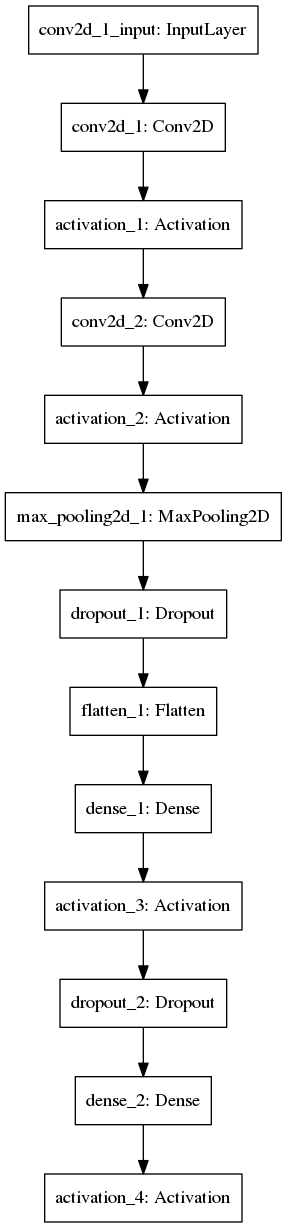 conv2d_1_input: InputLayer
conv2d_1: Conv2D
activation_1: Activation
conv2d_2: Conv2D
activation_2: Activation
max_pooling2d_1: MaxPooling2D
dropout_1: Dropout
flatten_1: Flatten
dense_1: Dense
activation_3: Activation
dropout_2: Dropout
dense_2: Dense
activation_4: Activation